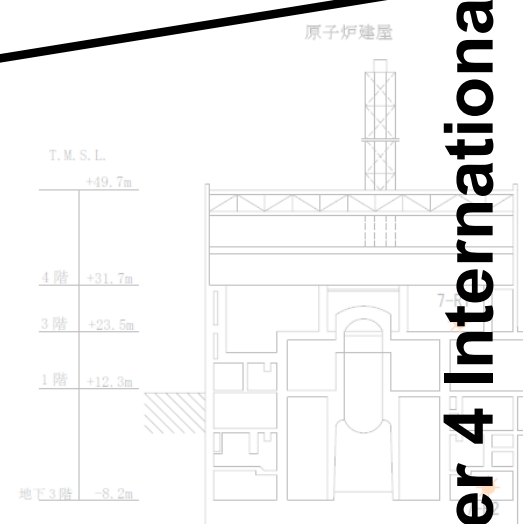 原子炉建屋
T.M.S.L.
+49.7m
4階 +31.7m
3階 +23.5m
1階 +12.3m
地下3階 -8.2m
er 4 Internationa